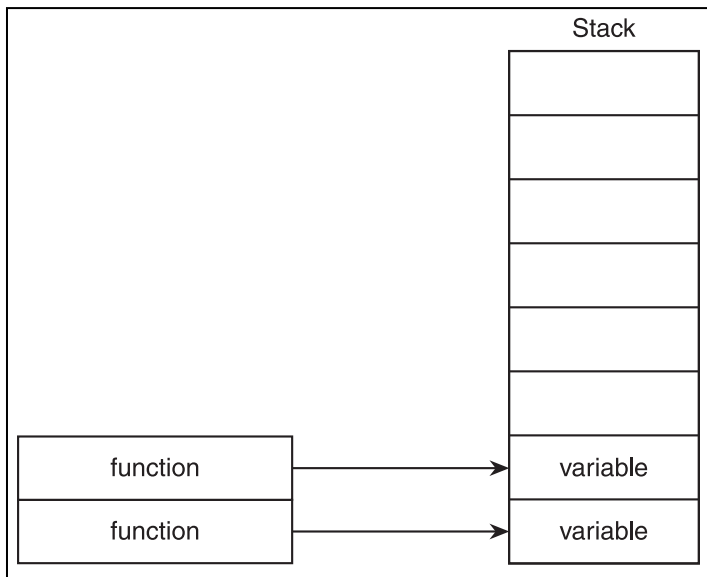 Stack
function
variable
function
variable